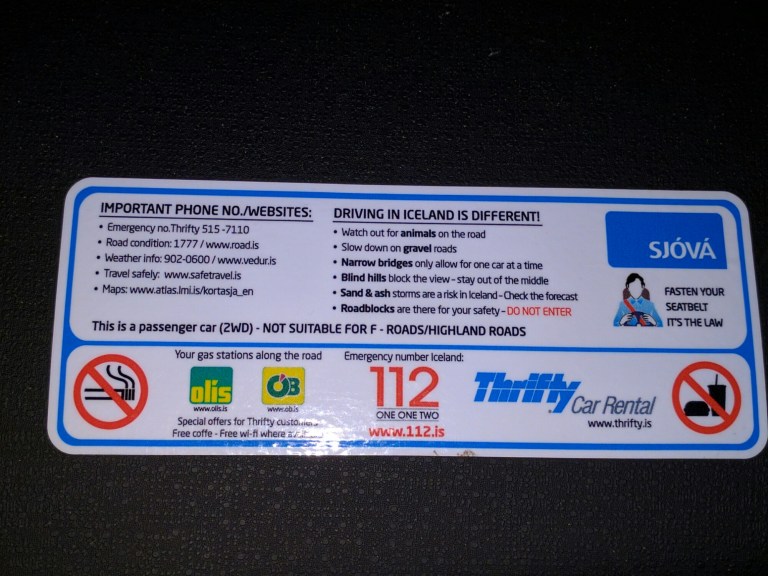 IMPORTANT PHONE NO./WEBSITES:
• Emergency no.Thrifty 515 -7110
• Road condition: 1777 / www.road.is
• Weather info: 902-0600 / www.vedur.is
• Travel safely: www.safetravel.is
• Maps: www.atlas.lmi.is/kortasja_en
DRIVING IN ICELAND IS DIFFERENT!
• Watch out for animals on the road
• Slow down on gravel roads
• Narrow bridges only allow for one car at a time
• Blind hills block the view - stay out of the middle
• Sand & ash storms are a risk in Iceland - Check the forecast
• Roadblocks are there for your safety - DO NOT ENTER
This is a passenger car (2WD) - NOT SUITABLE FOR F - ROADS/HIGHLAND ROADS
SJÓVÁ
FASTEN YOUR
SEATBELT
IT'S THE LAW
Your gas stations along the road
olís
www.olis.is
ÓB
www.ob.is
Special offers for Thrifty customers
Free coffe - Free wi-fi where
Emergency number Iceland:
112
ONE ONE TWO
www.112.is
Thrifty
Car Rental
www.thrifty.is